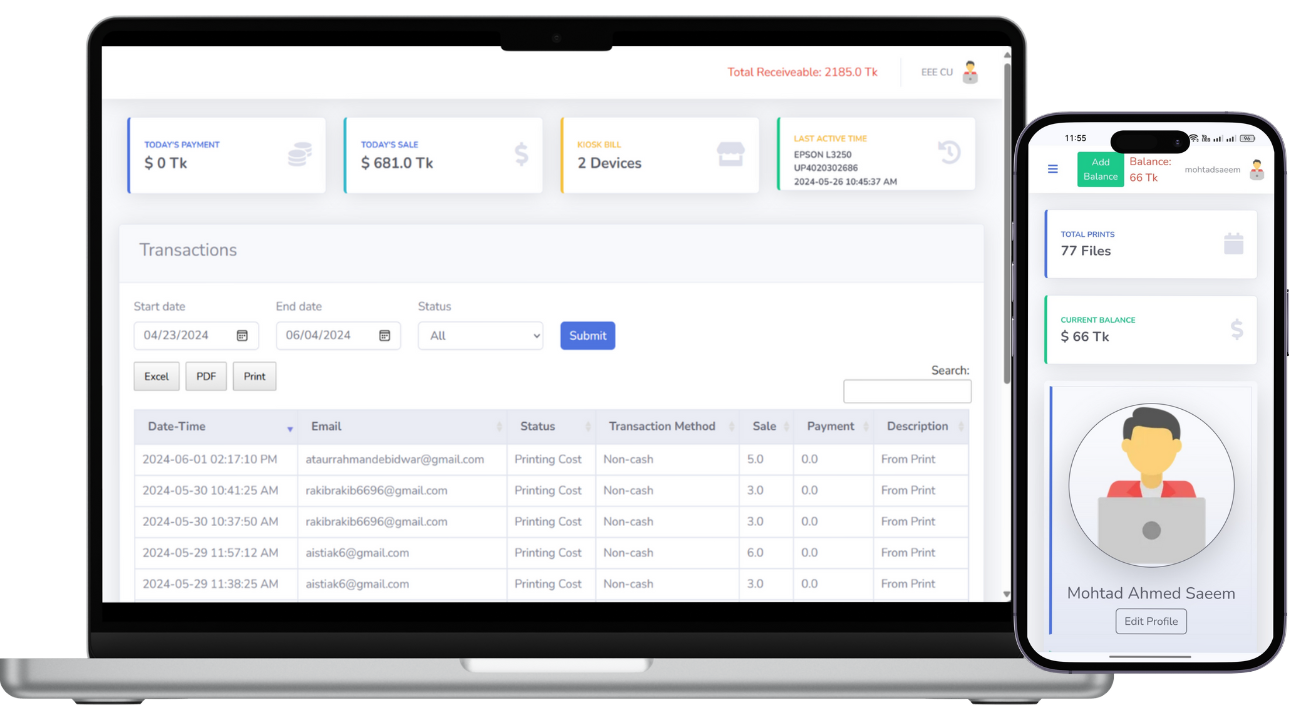 Total Receiveable: 2185.0 Tk
EEE CU
TODAY'S PAYMENT
$ 0 Tk
TODAY'S SALE
$ 681.0 Tk
KIOSK BILL
2 Devices
LAST ACTIVE TIME
EPSON L3250
UP4020302686
2024-05-26 10:45:37 AM
Transactions
Start date End date Status
04/23/2024 06/04/2024 All Submit
Excel PDF Print
Search:
Date-Time Email Status Transaction Method Sale Payment Description
2024-06-01 02:17:10 PM ataurrahmandebidwar@gmail.com Printing Cost Non-cash 5.0 0.0 From Print
2024-05-30 10:41:25 AM rakibrakib6696@gmail.com Printing Cost Non-cash 3.0 0.0 From Print
2024-05-30 10:37:50 AM rakibrakib6696@gmail.com Printing Cost Non-cash 3.0 0.0 From Print
2024-05-29 11:57:12 AM aistiak6@gmail.com Printing Cost Non-cash 6.0 0.0 From Print
2024-05-29 11:38:25 AM aistiak6@gmail.com Printing Cost Non-cash 3.0 0.0 From Print
11:55
Add
Balance
Balance:
66 Tk
mohtadsaeem
TOTAL PRINTS
77 Files
CURRENT BALANCE
$ 66 Tk
Mohtad Ahmed Saeem
Edit Profile